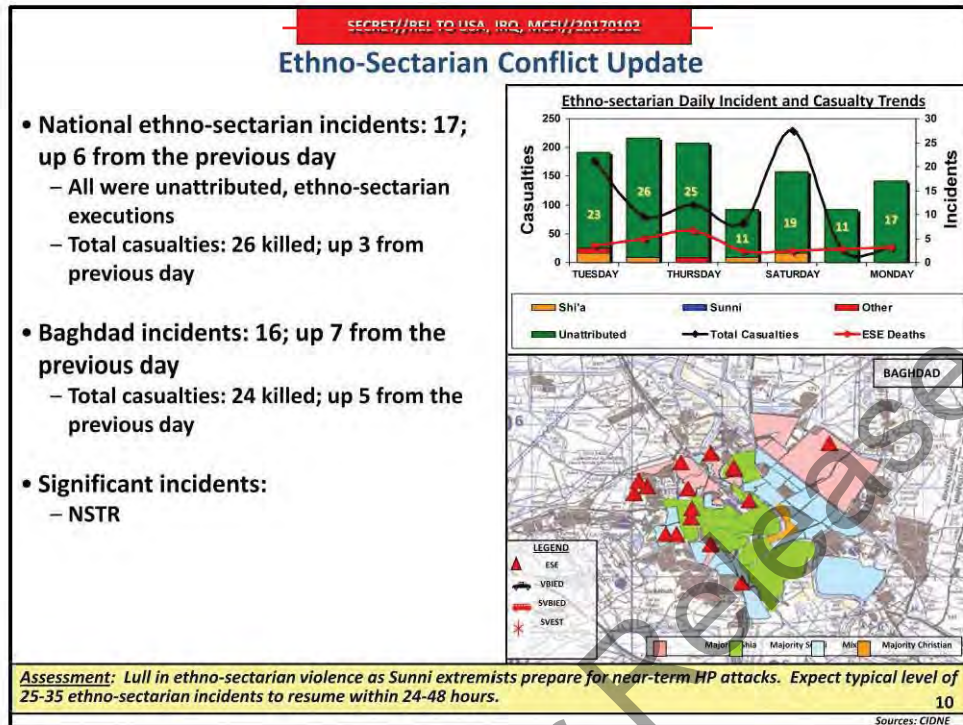 SECRET//REL TO USA, IRQ, MCFI//20170102
Ethno-Sectarian Conflict Update
• National ethno-sectarian incidents: 17;
up 6 from the previous day
– All were unattributed, ethno-sectarian
executions
– Total casualties: 26 killed; up 3 from
previous day
• Baghdad incidents: 16; up 7 from the
previous day
– Total casualties: 24 killed; up 5 from the
previous day
• Significant incidents:
– NSTR
Ethno-sectarian Daily Incident and Casualty Trends
250 30
200 25
150 20
15
100 10
50 5
0 0
Casualties
Incidents
23 26 25 11 19 11 17
TUESDAY THURSDAY SATURDAY MONDAY
Shi'a Sunni Other
Unattributed Total Casualties ESE Deaths
BAGHDAD
LEGEND
ESE
VBIED
SVBIED
SVEST
Majority Shia Majority Mix Majority Christian
Release
Assessment: Lull in ethno-sectarian violence as Sunni extremists prepare for near-term HP attacks. Expect typical level of
25-35 ethno-sectarian incidents to resume within 24-48 hours.
10
Sources: CIDNE